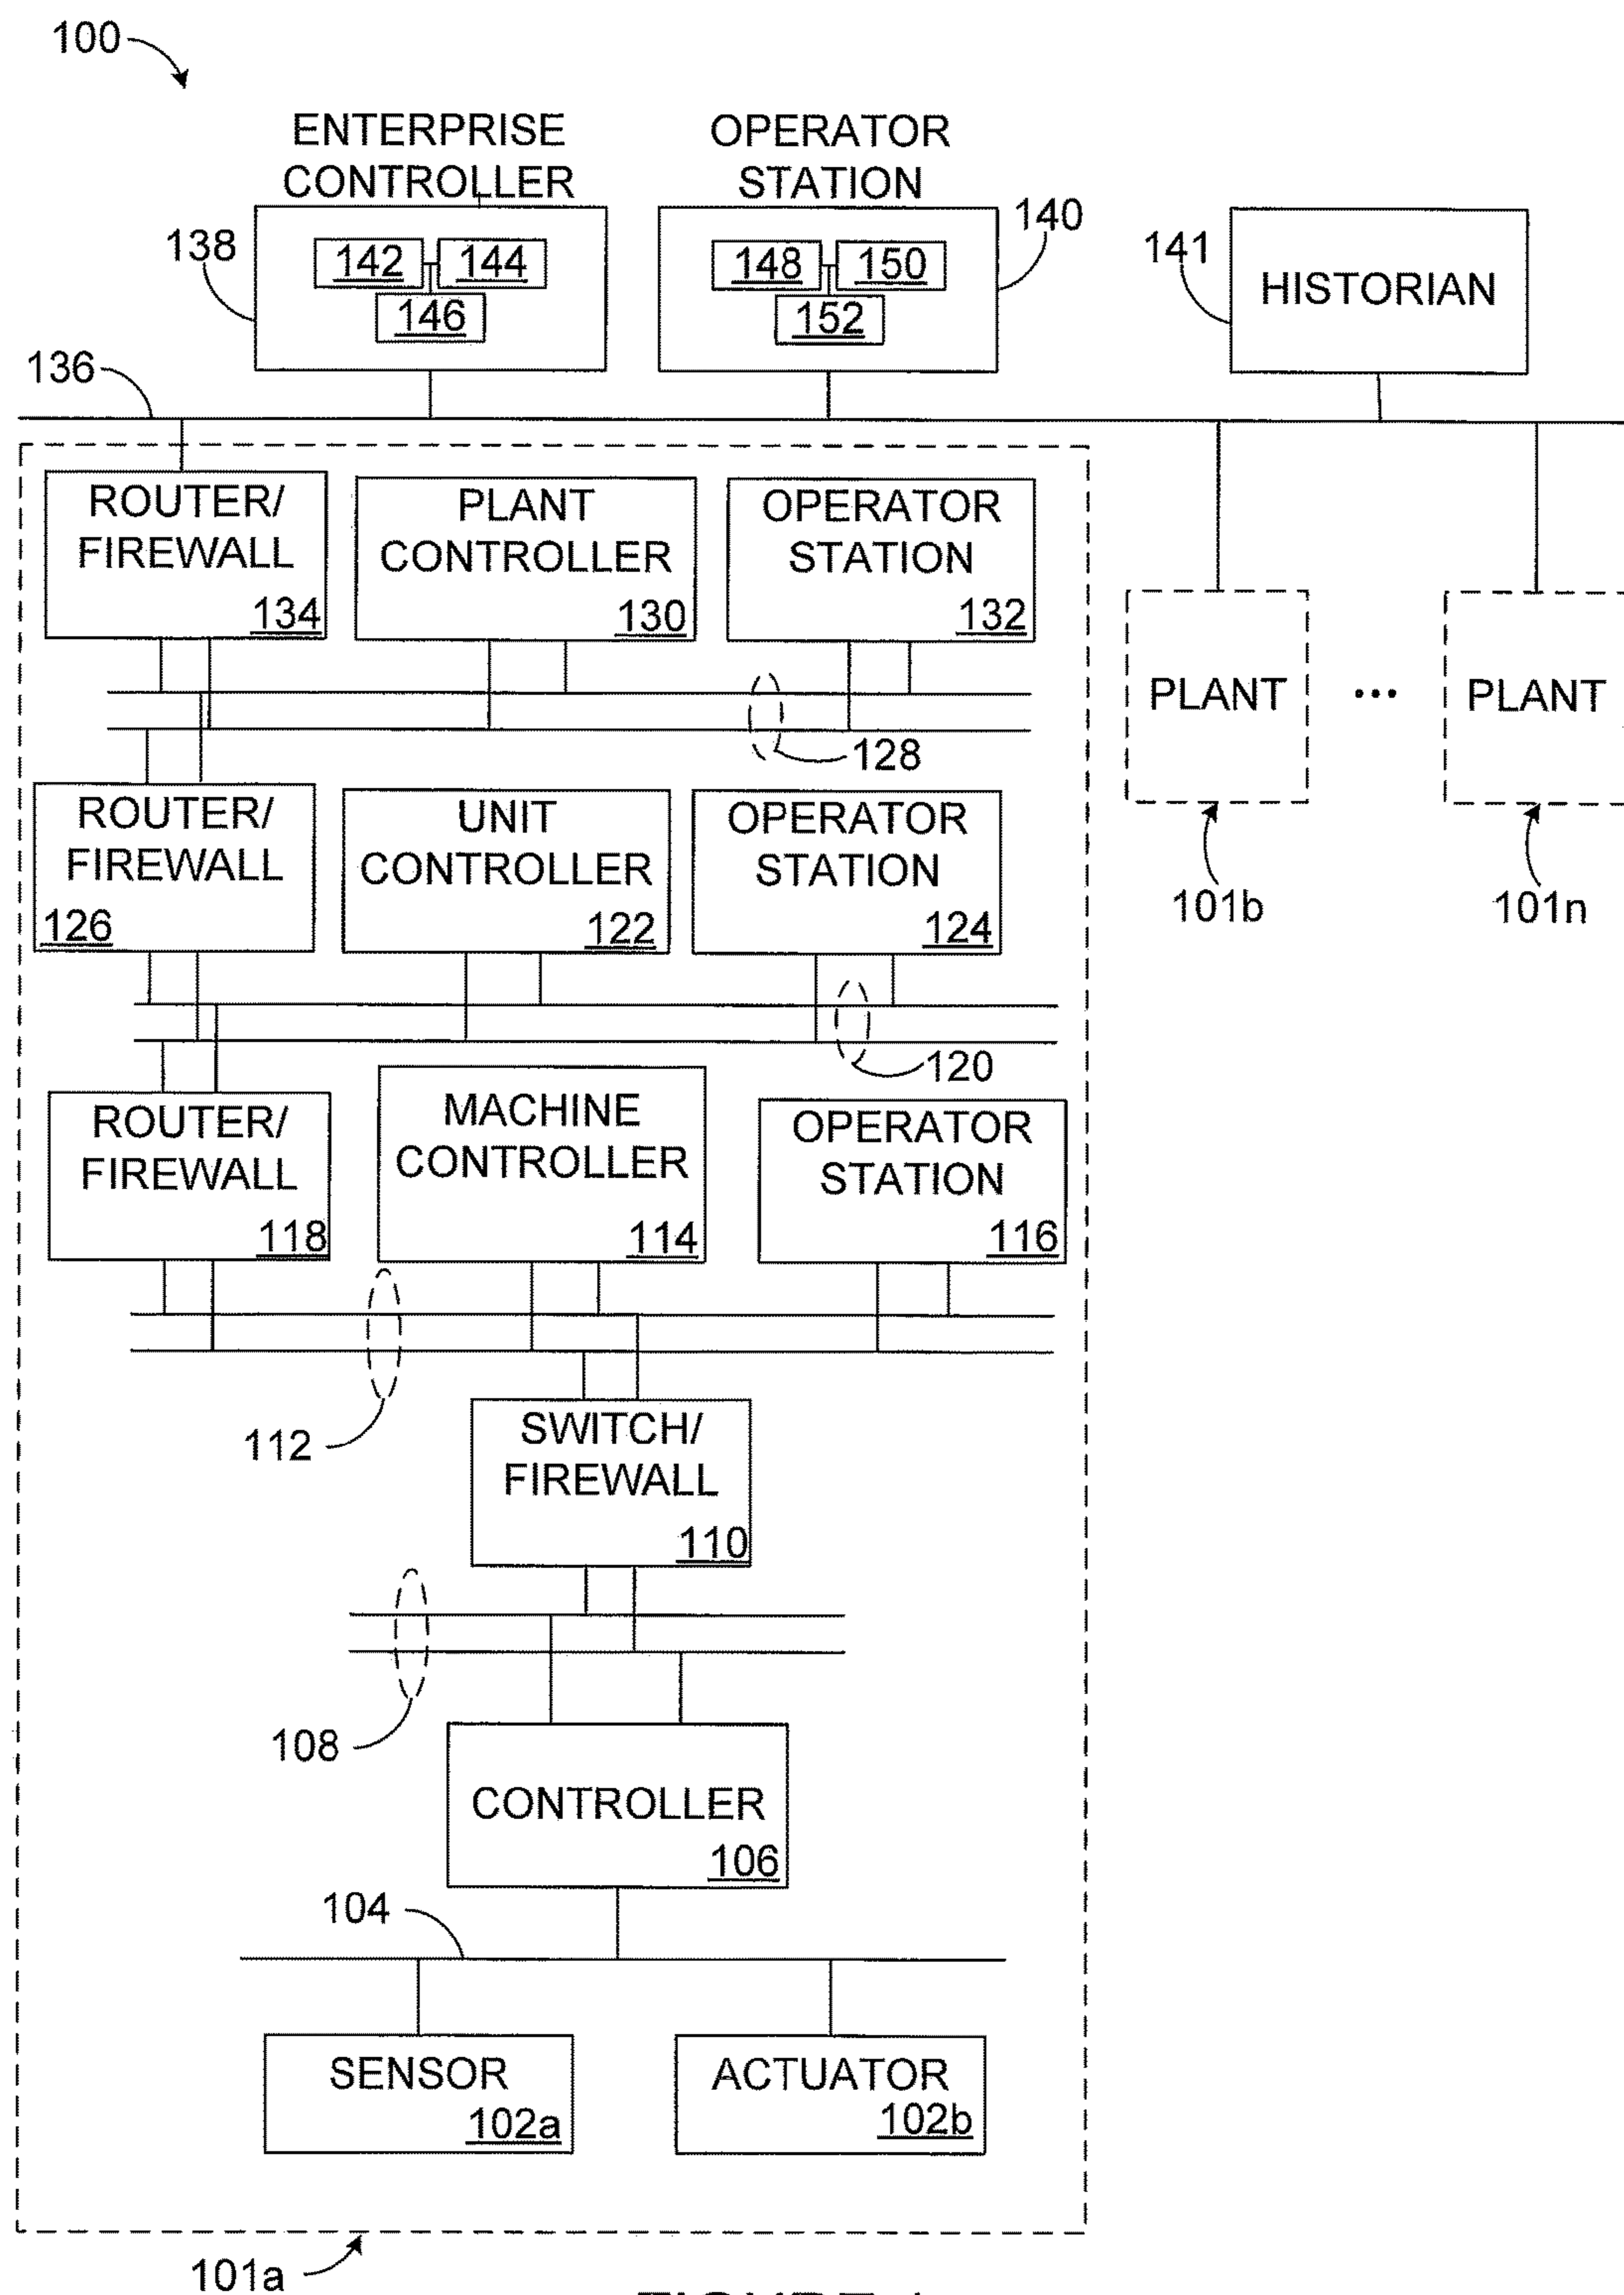 100
ENTERPRISE
CONTROLLER
OPERATOR
STATION
138
142
144
146
148
150
152
140
141
HISTORIAN
136
ROUTER/
FIREWALL
134
PLANT
CONTROLLER
130
OPERATOR
STATION
132
128
PLANT
•••
PLANT
101b
101n
ROUTER/
FIREWALL
126
UNIT
CONTROLLER
122
OPERATOR
STATION
124
120
ROUTER/
FIREWALL
118
MACHINE
CONTROLLER
114
OPERATOR
STATION
116
112
SWITCH/
FIREWALL
110
108
CONTROLLER
106
104
SENSOR
102a
ACTUATOR
102b
101a